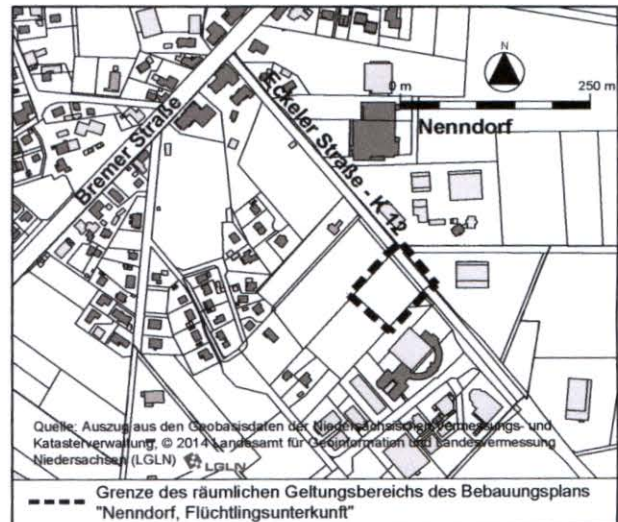 N
0 m 250 m
Nenndorf
Bremer Straße
Eckeler Straße - K 12
Quelle: Auszug aus den Geobasisdaten der Niedersächsischen Vermessungs- und
Katasterverwaltung, © 2014 Landesamt für Geoinformation und Landesvermessung
Niedersachsen (LGLN) LGLN
Grenze des räumlichen Geltungsbereichs des Bebauungsplans
"Nenndorf, Flüchtlingsunterkunft"